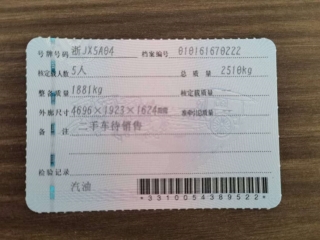 号牌号码 浙JX5A04 档案编号 010161670222
核定载人数 5人 总质量 2510kg
整备质量 1881kg 核定载质量
外廓尺寸 4696×1923×1624mm 准牵引总质量
备注 二手车待销售
检验记录
汽油
*3310054389522*